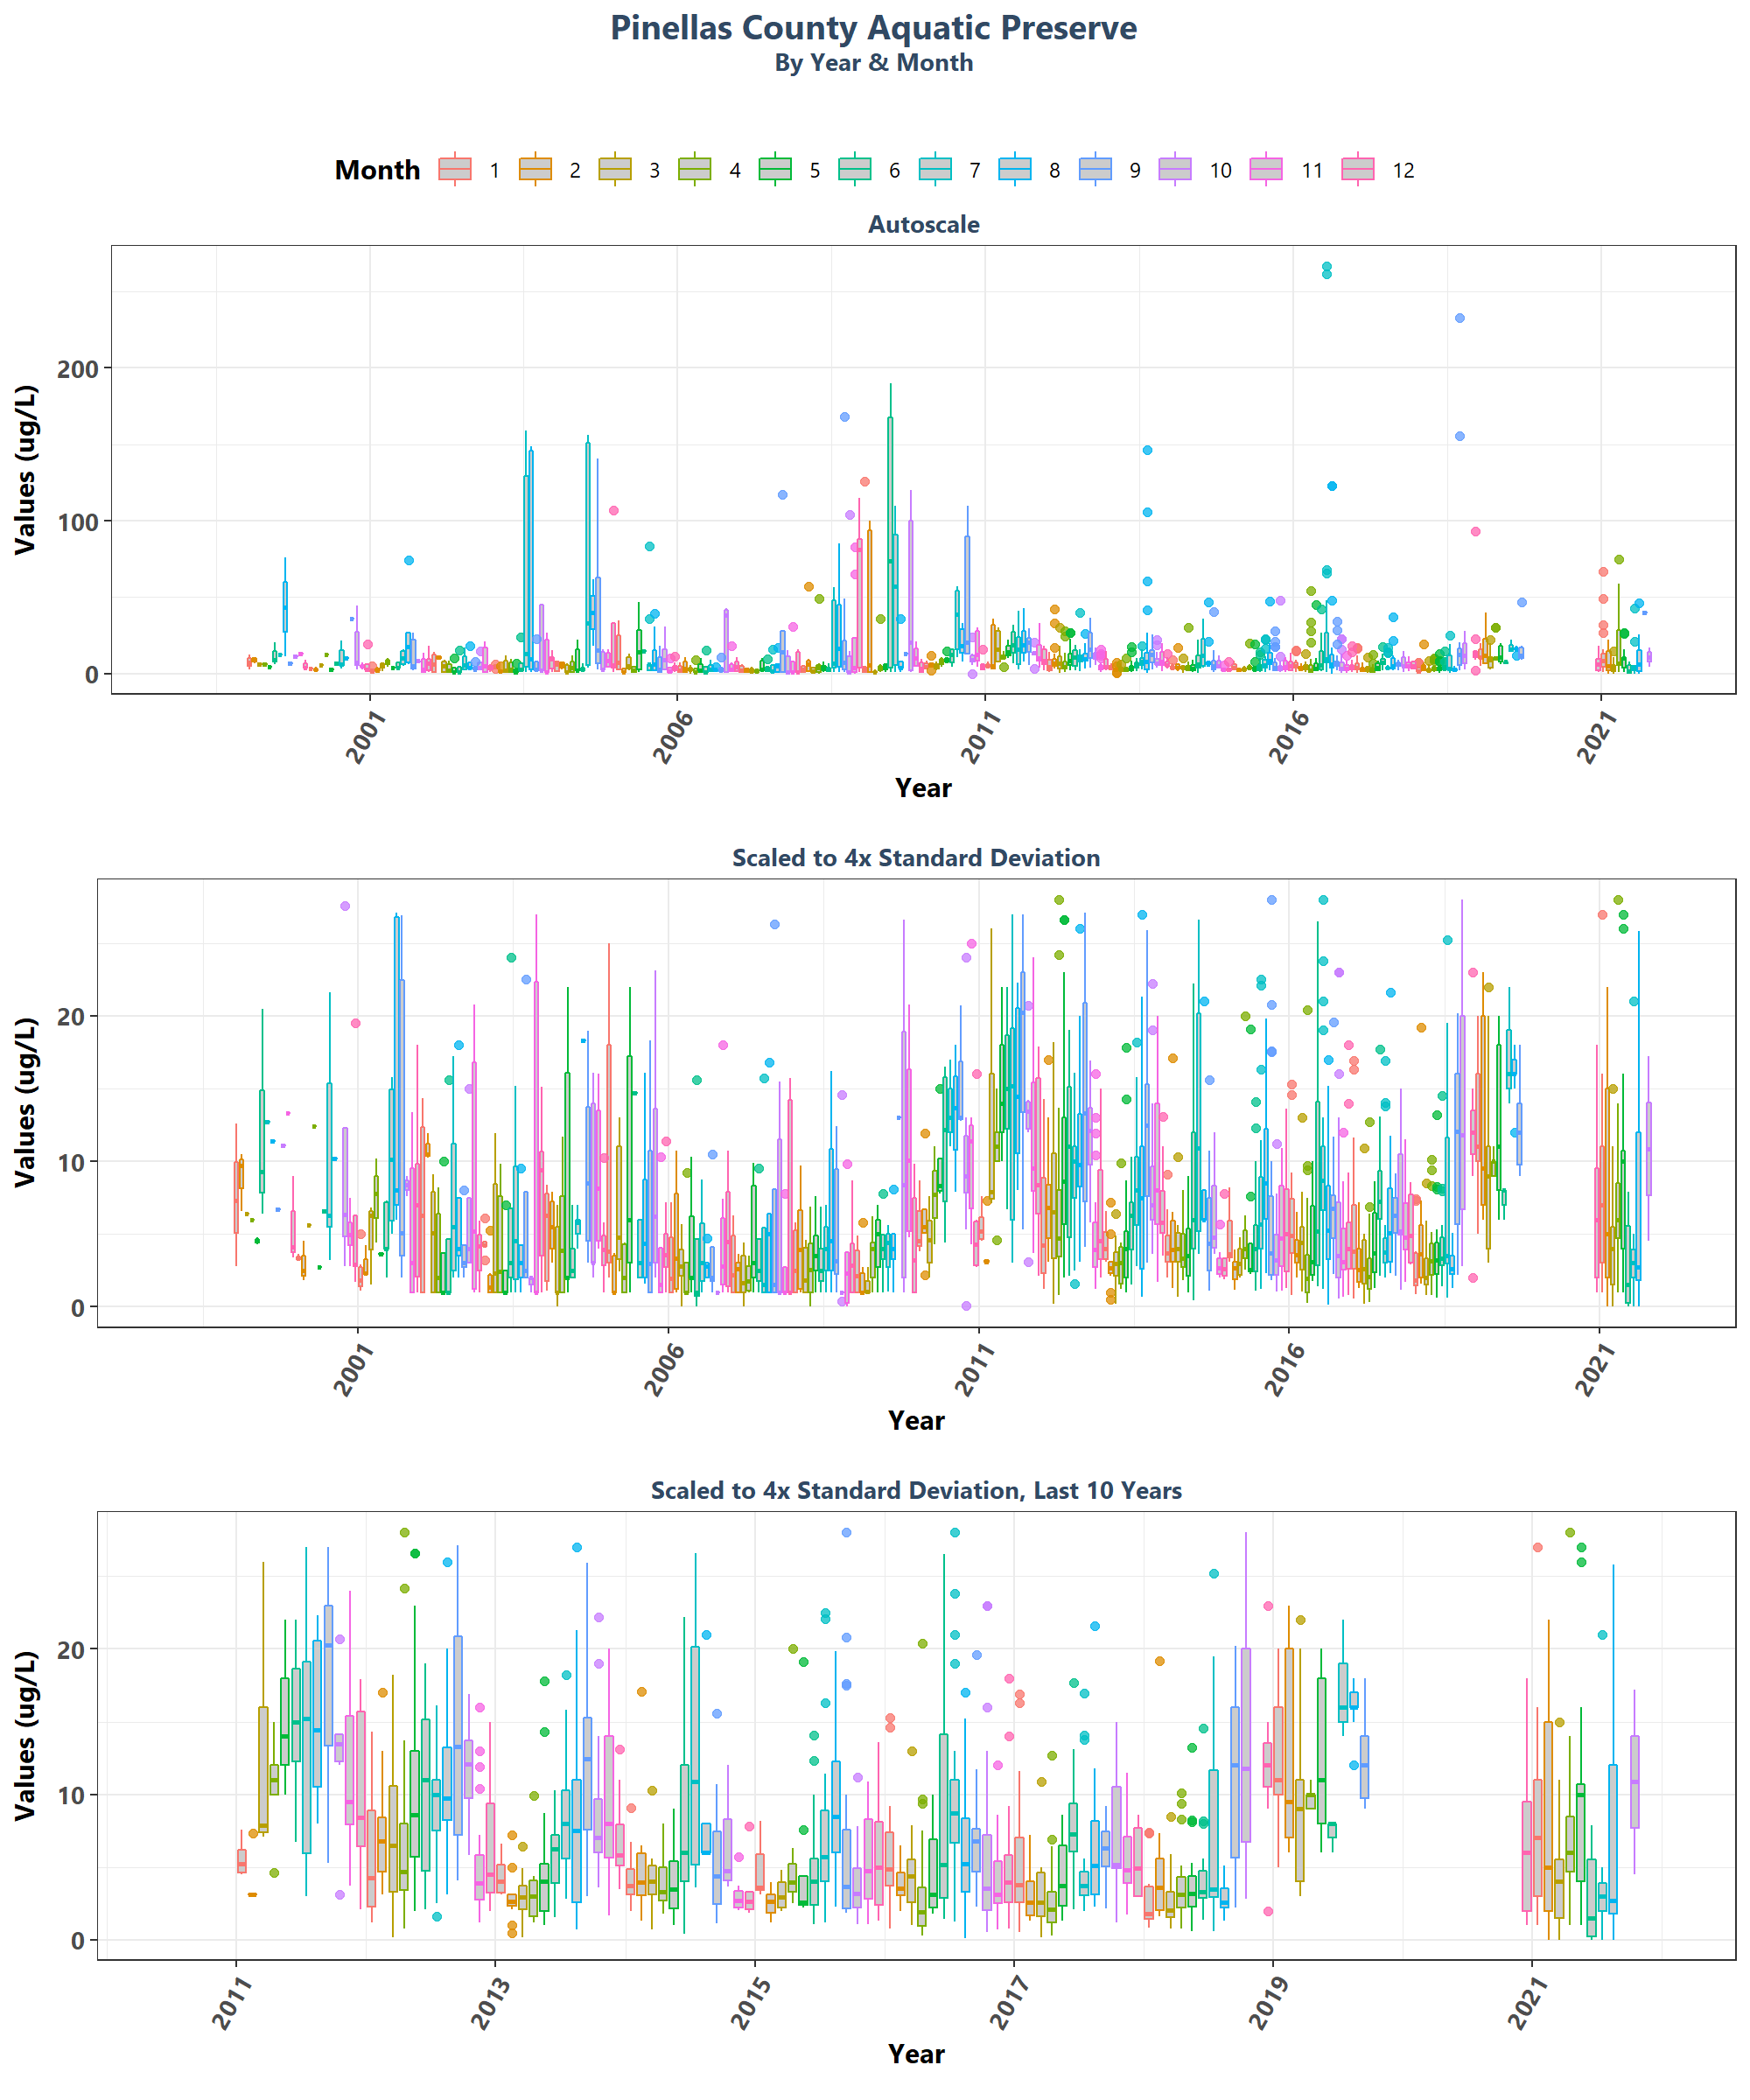 Pinellas County Aquatic Preserve
By Year & Month
Month 1 2 3 4 5 6 7 8 9 10 11 12
Autoscale
Values (ug/L)
200
100
0
2001 2006 2011 2016 2021
Year
Scaled to 4x Standard Deviation
Values (ug/L)
20
10
0
2001 2006 2011 2016 2021
Year
Scaled to 4x Standard Deviation, Last 10 Years
Values (ug/L)
20
10
0
2011 2013 2015 2017 2019 2021
Year